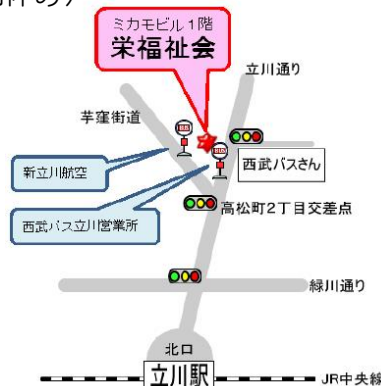 ミカモビル1階
栄福祉会
立川通り
芋窪街道
新立川航空
西武バスさん
西武バス立川営業所
高松町2丁目交差点
緑川通り
北口
立川駅
JR中央線